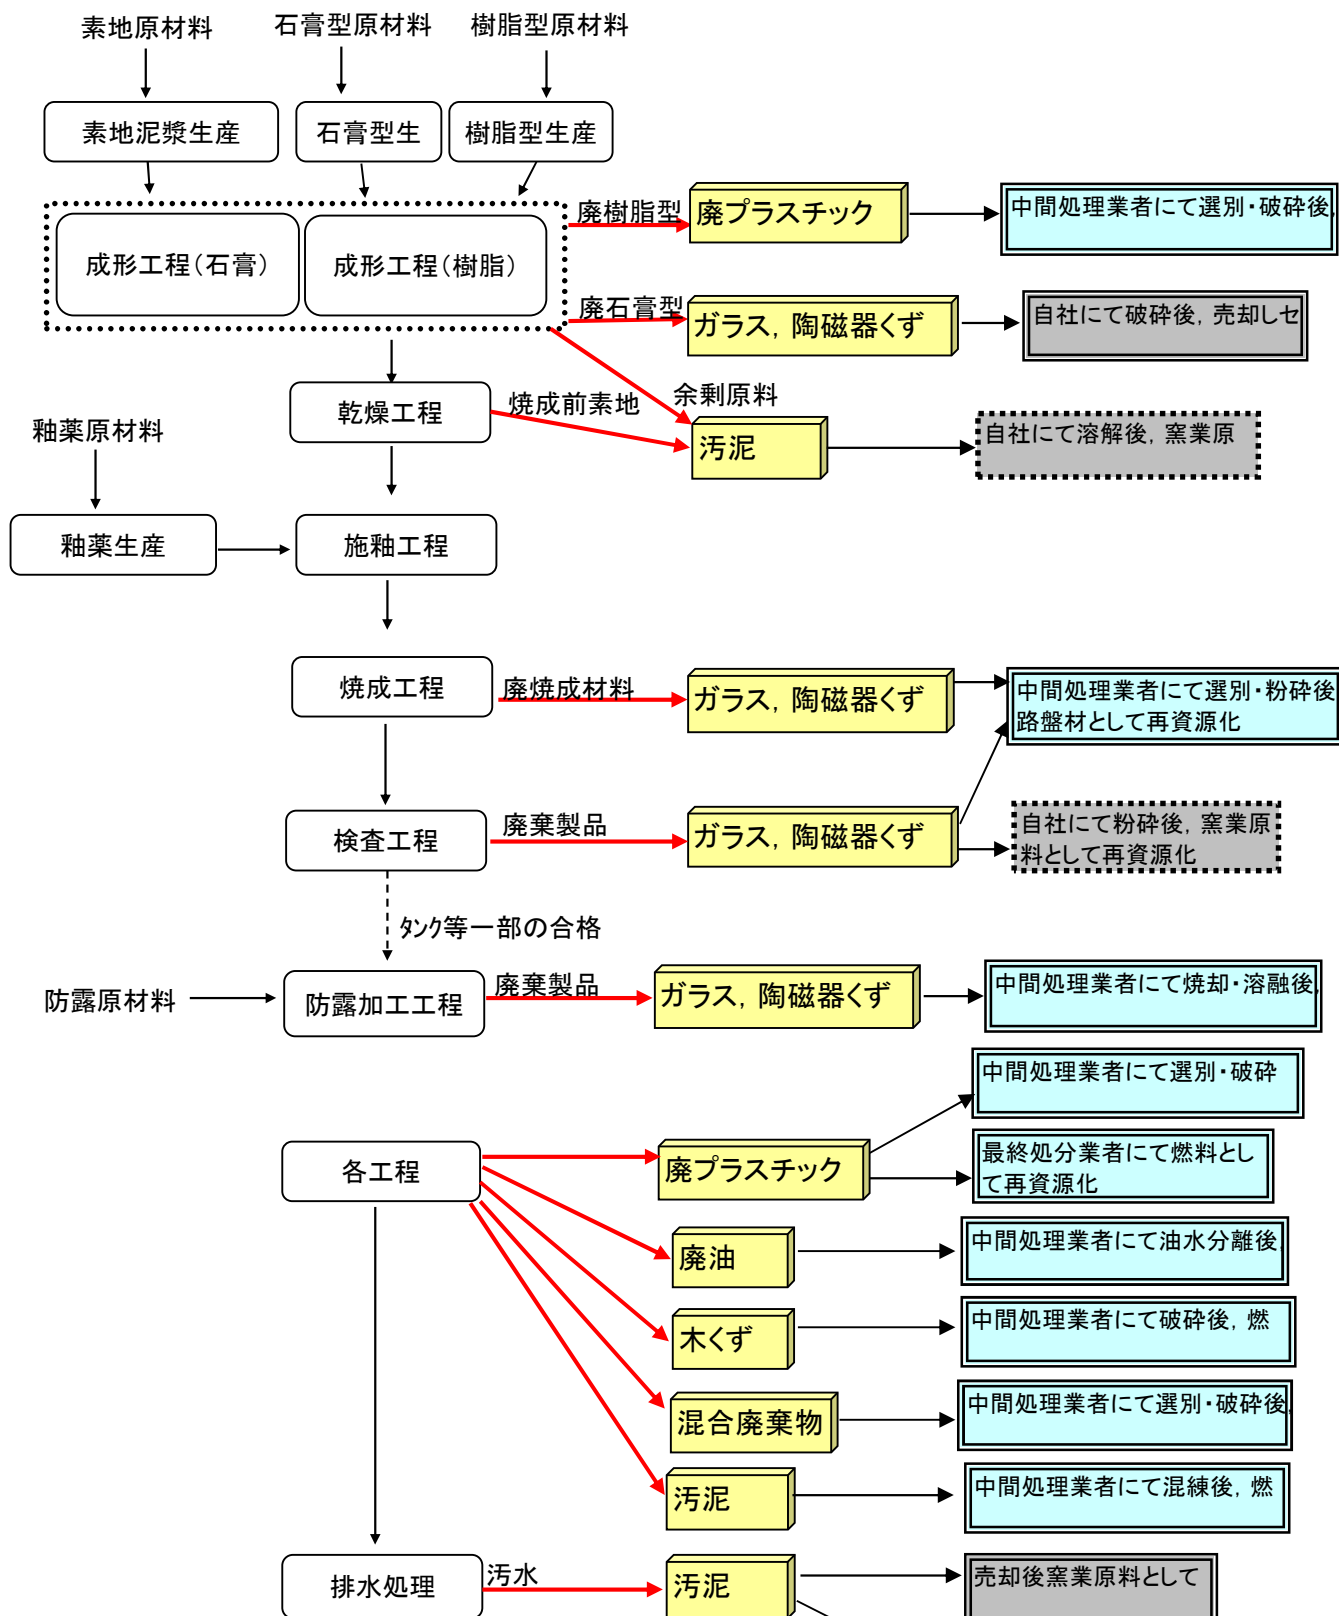 素地原材料
石膏型原材料
樹脂型原材料
素地泥漿生産
石膏型生
樹脂型生産
成形工程(石膏)
成形工程(樹脂)
廃樹脂型
廃プラスチック
中間処理業者にて選別・破砕後,
廃石膏型
ガラス, 陶磁器くず
自社にて破砕後, 売却しセ
乾燥工程
焼成前素地
余剰原料
汚泥
自社にて溶解後, 窯業原
釉薬原材料
釉薬生産
施釉工程
焼成工程
廃焼成材料
ガラス, 陶磁器くず
中間処理業者にて選別・粉砕後
路盤材として再資源化
検査工程
廃棄製品
ガラス, 陶磁器くず
自社にて粉砕後, 窯業原
料として再資源化
タンク等一部の合格
防露原材料
防露加工工程
廃棄製品
ガラス, 陶磁器くず
中間処理業者にて焼却・溶融後,
各工程
廃プラスチック
中間処理業者にて選別・破砕
最終処分業者にて燃料とし
て再資源化
廃油
中間処理業者にて油水分離後,
木くず
中間処理業者にて破砕後, 燃
混合廃棄物
中間処理業者にて選別・破砕後,
汚泥
中間処理業者にて混練後, 燃
排水処理
汚水
汚泥
売却後窯業原料として